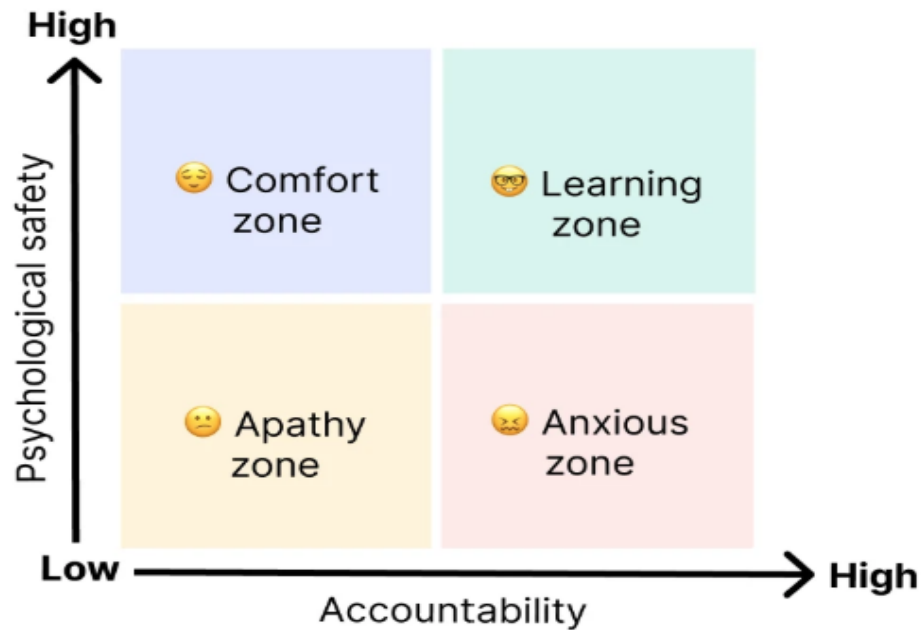 High
😌 Comfort
zone
🤓 Learning
zone
Psychological safety
😕 Apathy
zone
😖 Anxious
zone
Low
High
Accountability